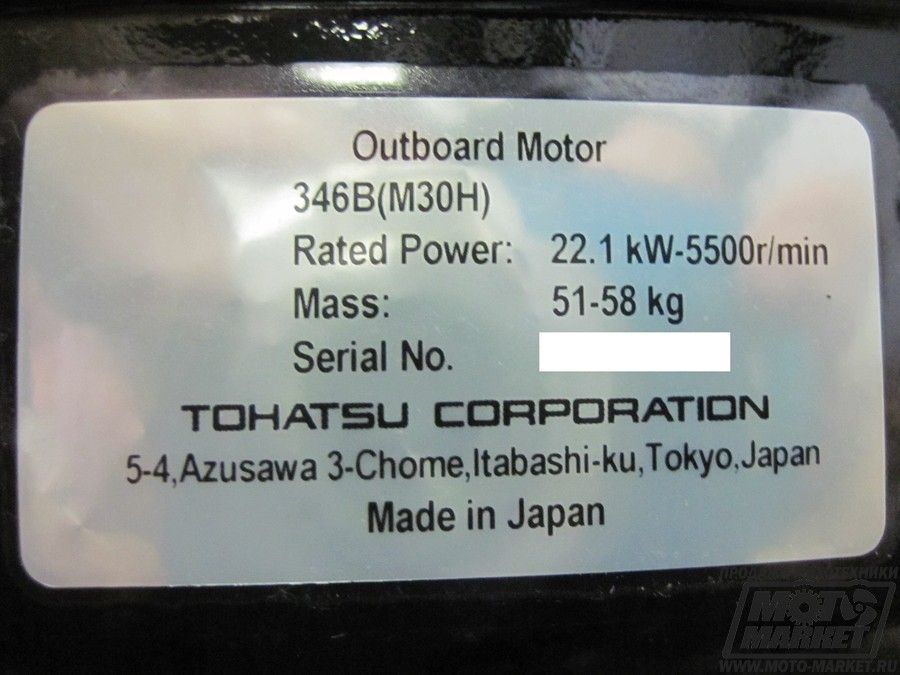 Outboard Motor
346B(M30H)
Rated Power: 22.1 kW-5500r/min
Mass: 51-58 kg
Serial No.
TOHATSU CORPORATION
5-4,Azusawa 3-Chome,Itabashi-ku,Tokyo,Japan
Made in Japan
МОТО
MARKET
WWW.MOTO-MARKET.RU